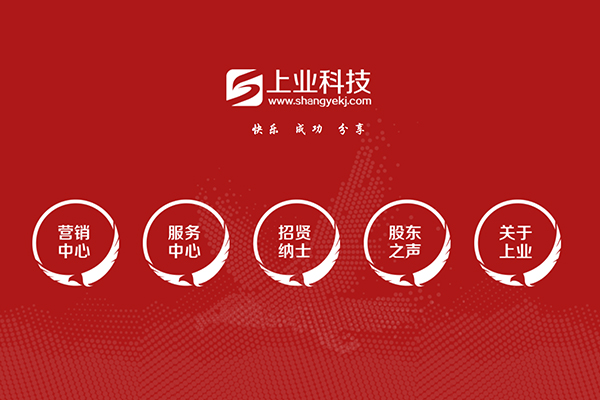 上业科技
www.shangyekj.com
快乐 成功 分享
营销
中心
服务
中心
招贤
纳士
股东
之声
关于
上业